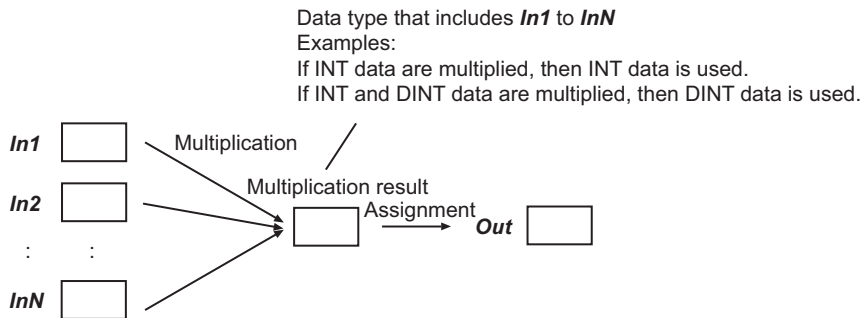 Data type that includes In1 to InN
Examples:
If INT data are multiplied, then INT data is used.
If INT and DINT data are multiplied, then DINT data is used.
In1
Multiplication
In2
Multiplication result
Assignment
Out
:
:
InN